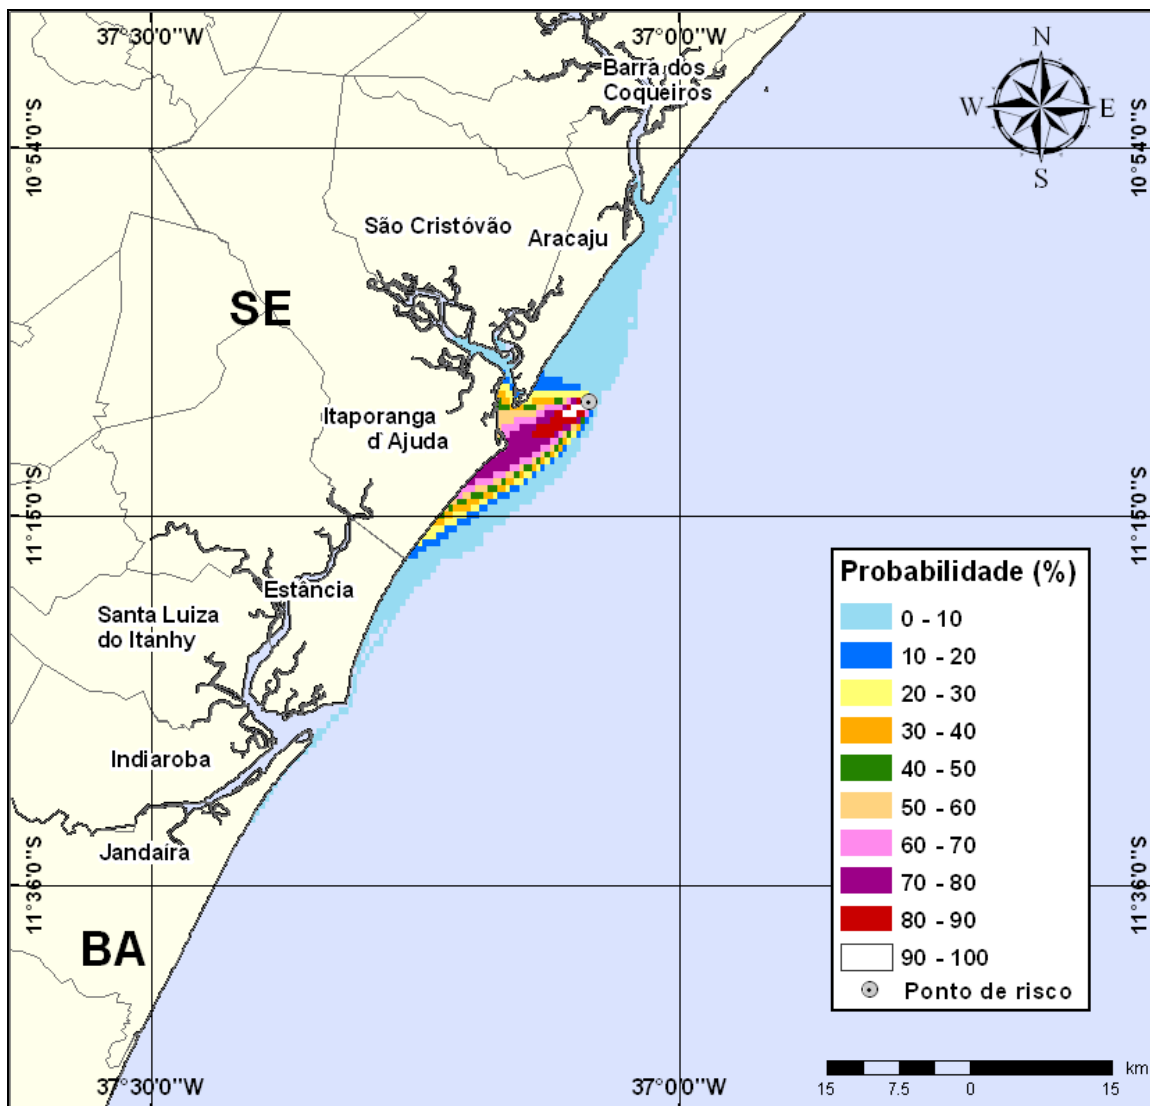 37°30'0"W
37°0'0"W
N
W
E
S
Barra dos
Coqueiros
10°54'0"S
10°54'0"S
São Cristóvão
Aracaju
SE
Itaporanga
d'Ajuda
11°15'0"S
11°15'0"S
Estância
Santa Luiza
do Itanhy
Indiaroba
Jandaíra
11°36'0"S
11°36'0"S
BA
Probabilidade (%)
0 - 10
10 - 20
20 - 30
30 - 40
40 - 50
50 - 60
60 - 70
70 - 80
80 - 90
90 - 100
Ponto de risco
km
15 7.5 0 15
37°30'0"W
37°0'0"W